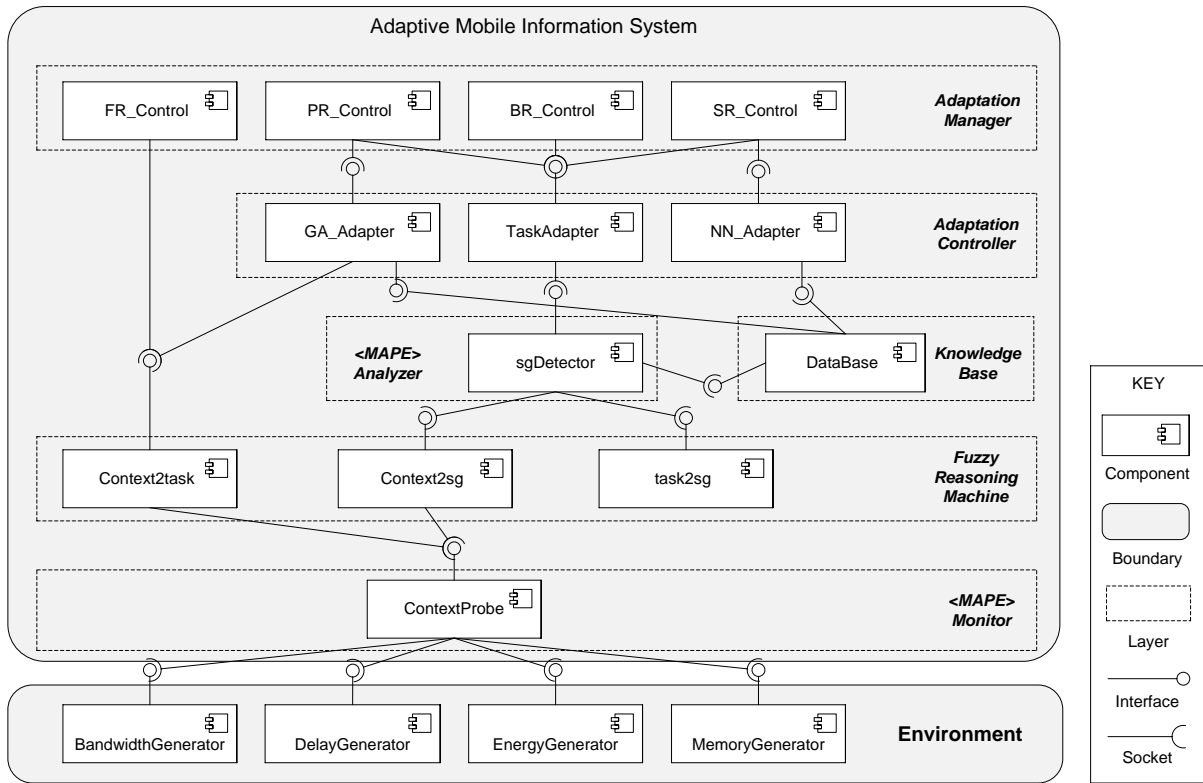 Adaptive Mobile Information System
FR_Control
PR_Control
BR_Control
SR_Control
Adaptation
Manager
GA_Adapter
TaskAdapter
NN_Adapter
Adaptation
Controller
<MAPE>
Analyzer
sgDetector
DataBase
Knowledge
Base
Context2task
Context2sg
task2sg
Fuzzy
Reasoning
Machine
ContextProbe
<MAPE>
Monitor
BandwidthGenerator
DelayGenerator
EnergyGenerator
MemoryGenerator
Environment
KEY
Component
Boundary
Layer
Interface
Socket